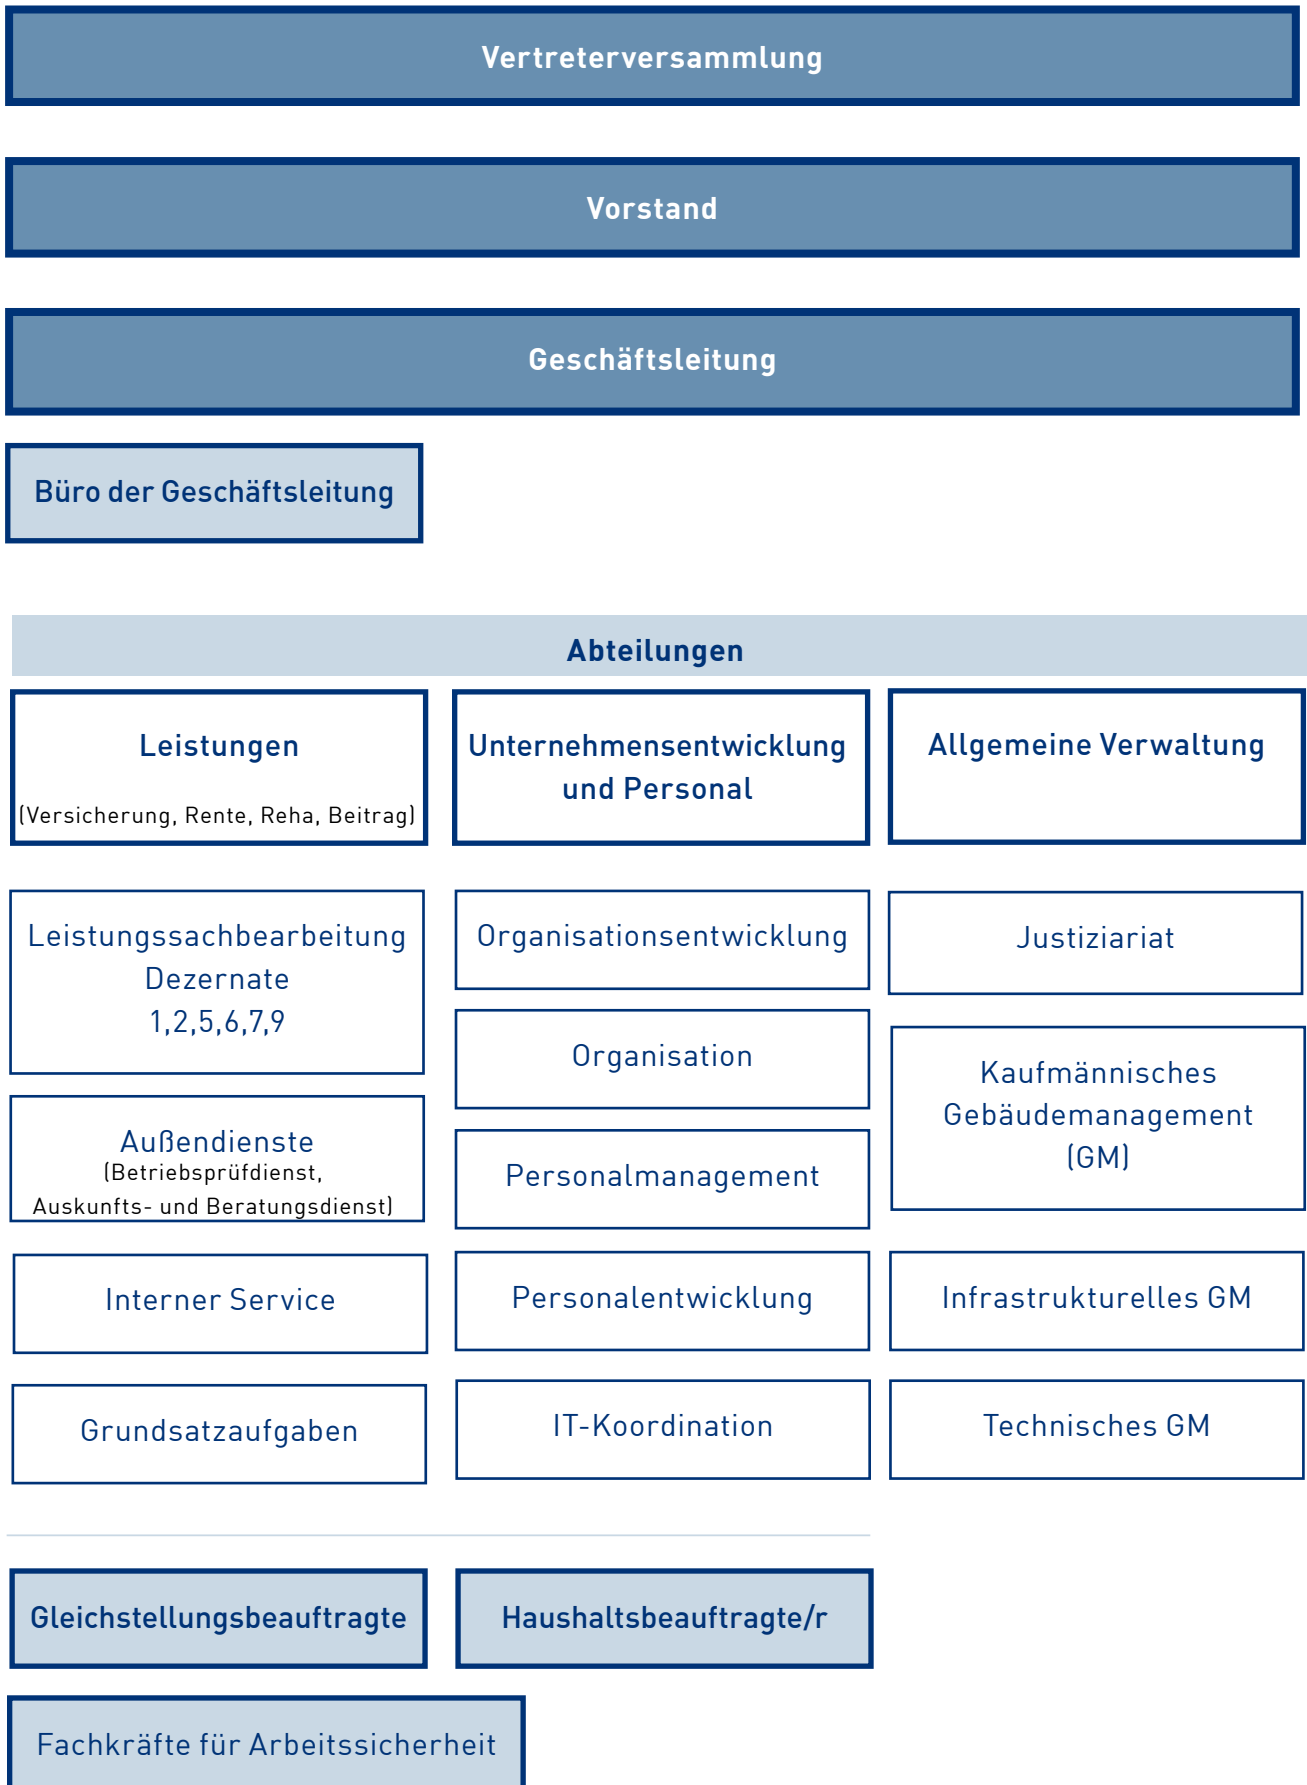 Vertreterversammlung
Vorstand
Geschäftsleitung
Büro der Geschäftsleitung
Abteilungen
Leistungen
(Versicherung, Rente, Reha, Beitrag)
Unternehmensentwicklung
und Personal
Allgemeine Verwaltung
Leistungssachbearbeitung
Dezernate
1,2,5,6,7,9
Außendienste
(Betriebsprüfdienst,
Auskunfts- und Beratungsdienst)
Interner Service
Grundsatzaufgaben
Organisationsentwicklung
Organisation
Personalmanagement
Personalentwicklung
IT-Koordination
Justiziariat
Kaufmännisches
Gebäudemanagement
(GM)
Infrastrukturelles GM
Technisches GM
Gleichstellungsbeauftragte
Haushaltsbeauftragte/r
Fachkräfte für Arbeitssicherheit